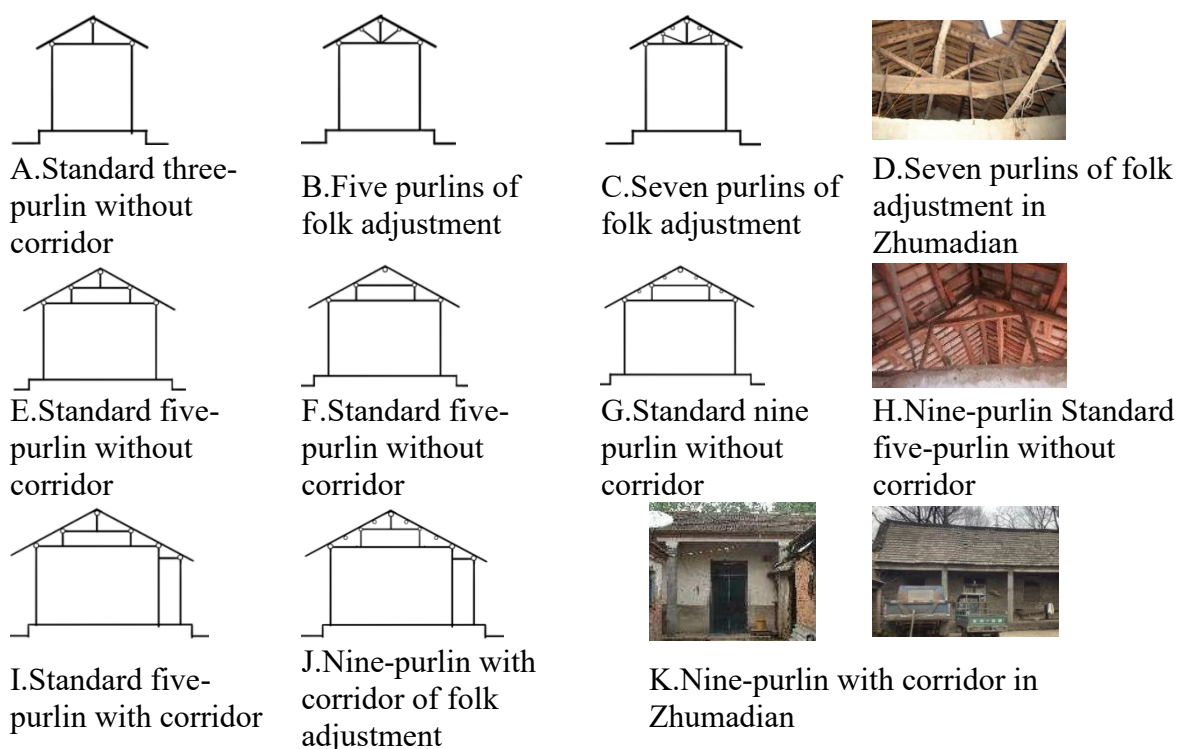 A.Standard three-
purlin without
corridor
B.Five purlins of
folk adjustment
C.Seven purlins of
folk adjustment
D.Seven purlins of folk
adjustment in
Zhumadian
E.Standard five-
purlin without
corridor
F.Standard five-
purlin without
corridor
G.Standard nine
purlin without
corridor
H.Nine-purlin Standard
five-purlin without
corridor
I.Standard five-
purlin with corridor
J.Nine-purlin with
corridor of folk
adjustment
K.Nine-purlin with corridor in
Zhumadian